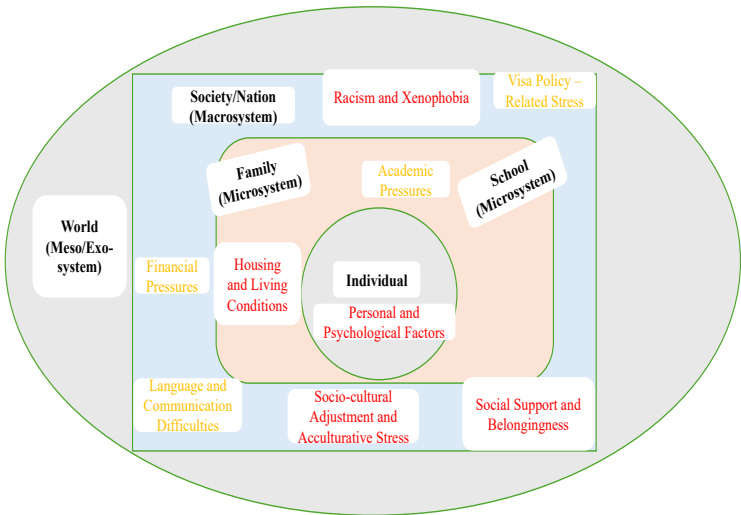 Society/Nation
(Macrosystem)
Racism and Xenophobia
Visa Policy –
Related Stress
Family
(Microsystem)
Academic
Pressures
School
(Microsystem)
World
(Meso/Exo-
system)
Financial
Pressures
Housing
and Living
Conditions
Individual
Personal and
Psychological Factors
Language and
Communication
Difficulties
Socio-cultural
Adjustment and
Acculturative Stress
Social Support and
Belongingness